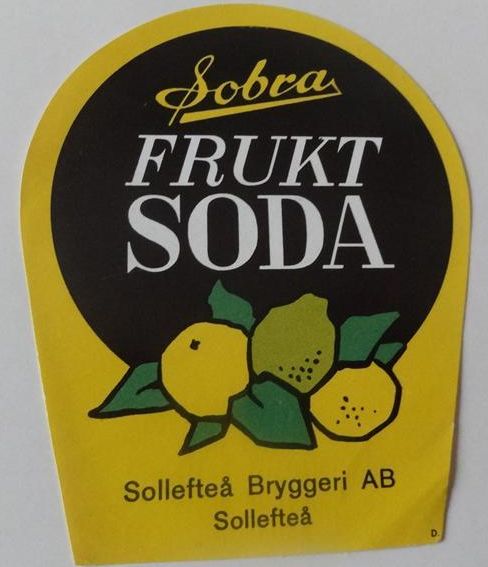 Sobra
FRUKT
SODA
Sollefteå Bryggeri AB
Sollefteå
D.